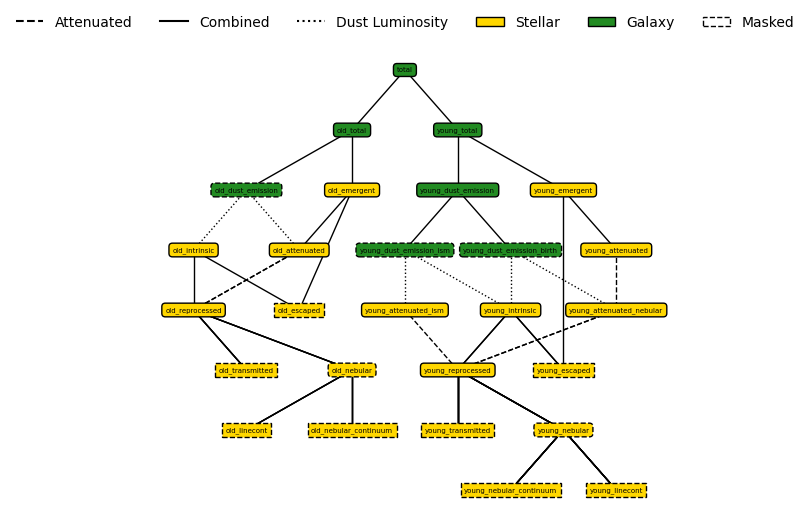 Attenuated Combined Dust Luminosity Stellar Galaxy Masked
total
old_total young_total
old_dust_emission old_emergent young_dust_emission young_emergent
old_intrinsic old_attenuated young_dust_emission_ism young_dust_emission_birth young_attenuated
old_reprocessed old_escaped young_attenuated_ism young_intrinsic young_attenuated_nebular
old_transmitted old_nebular young_reprocessed young_escaped
old_linecont old_nebular_continuum young_transmitted young_nebular
young_nebular_continuum young_linecont